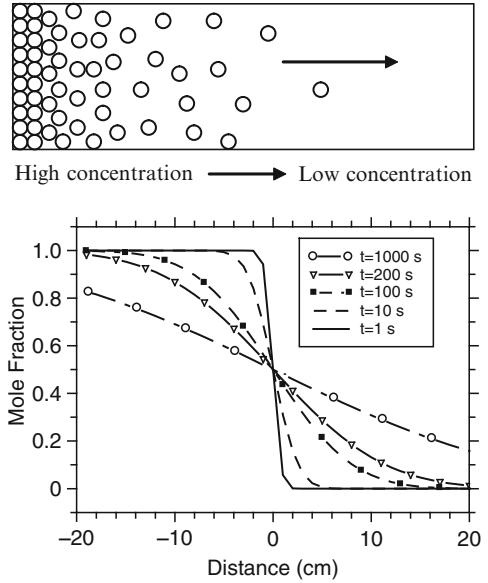 High concentration Low concentration
1.0
0.8
0.6
0.4
0.2
0
Mole Fraction
t=1000 s
t=200 s
t=100 s
t=10 s
t=1 s
−20 −10 0 10 20
Distance (cm)